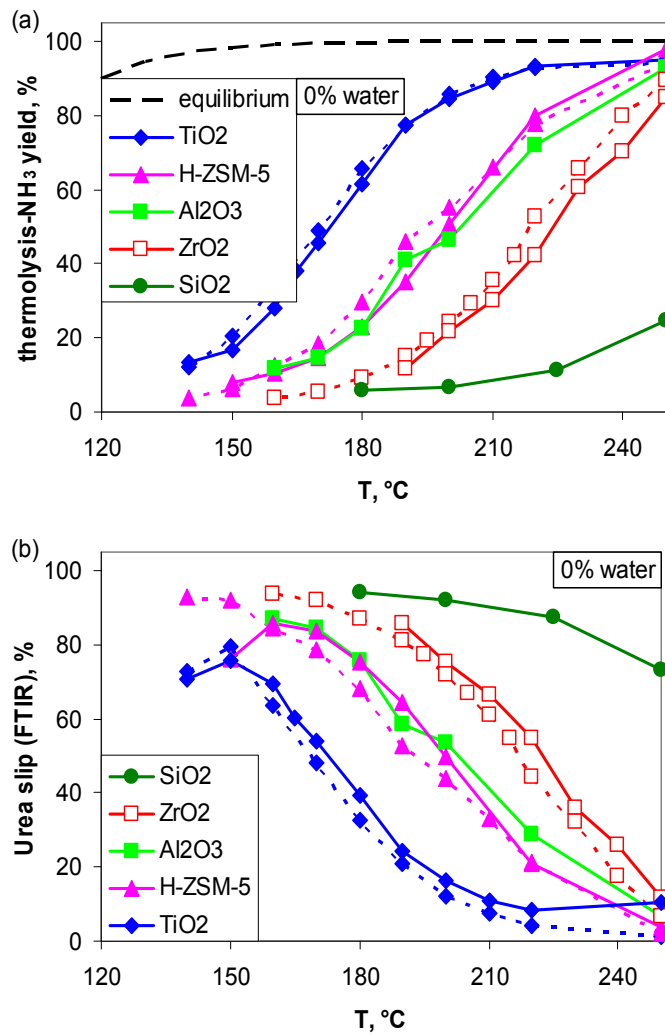 (a)
100
80
60
40
20
0
thermolysis-NH₃ yield, %
equilibrium
TiO2
H-ZSM-5
Al2O3
ZrO2
SiO2
0% water
120 150 180 210 240
T, °C
(b)
100
80
60
40
20
0
Urea slip (FTIR), %
0% water
SiO2
ZrO2
Al2O3
H-ZSM-5
TiO2
120 150 180 210 240
T, °C